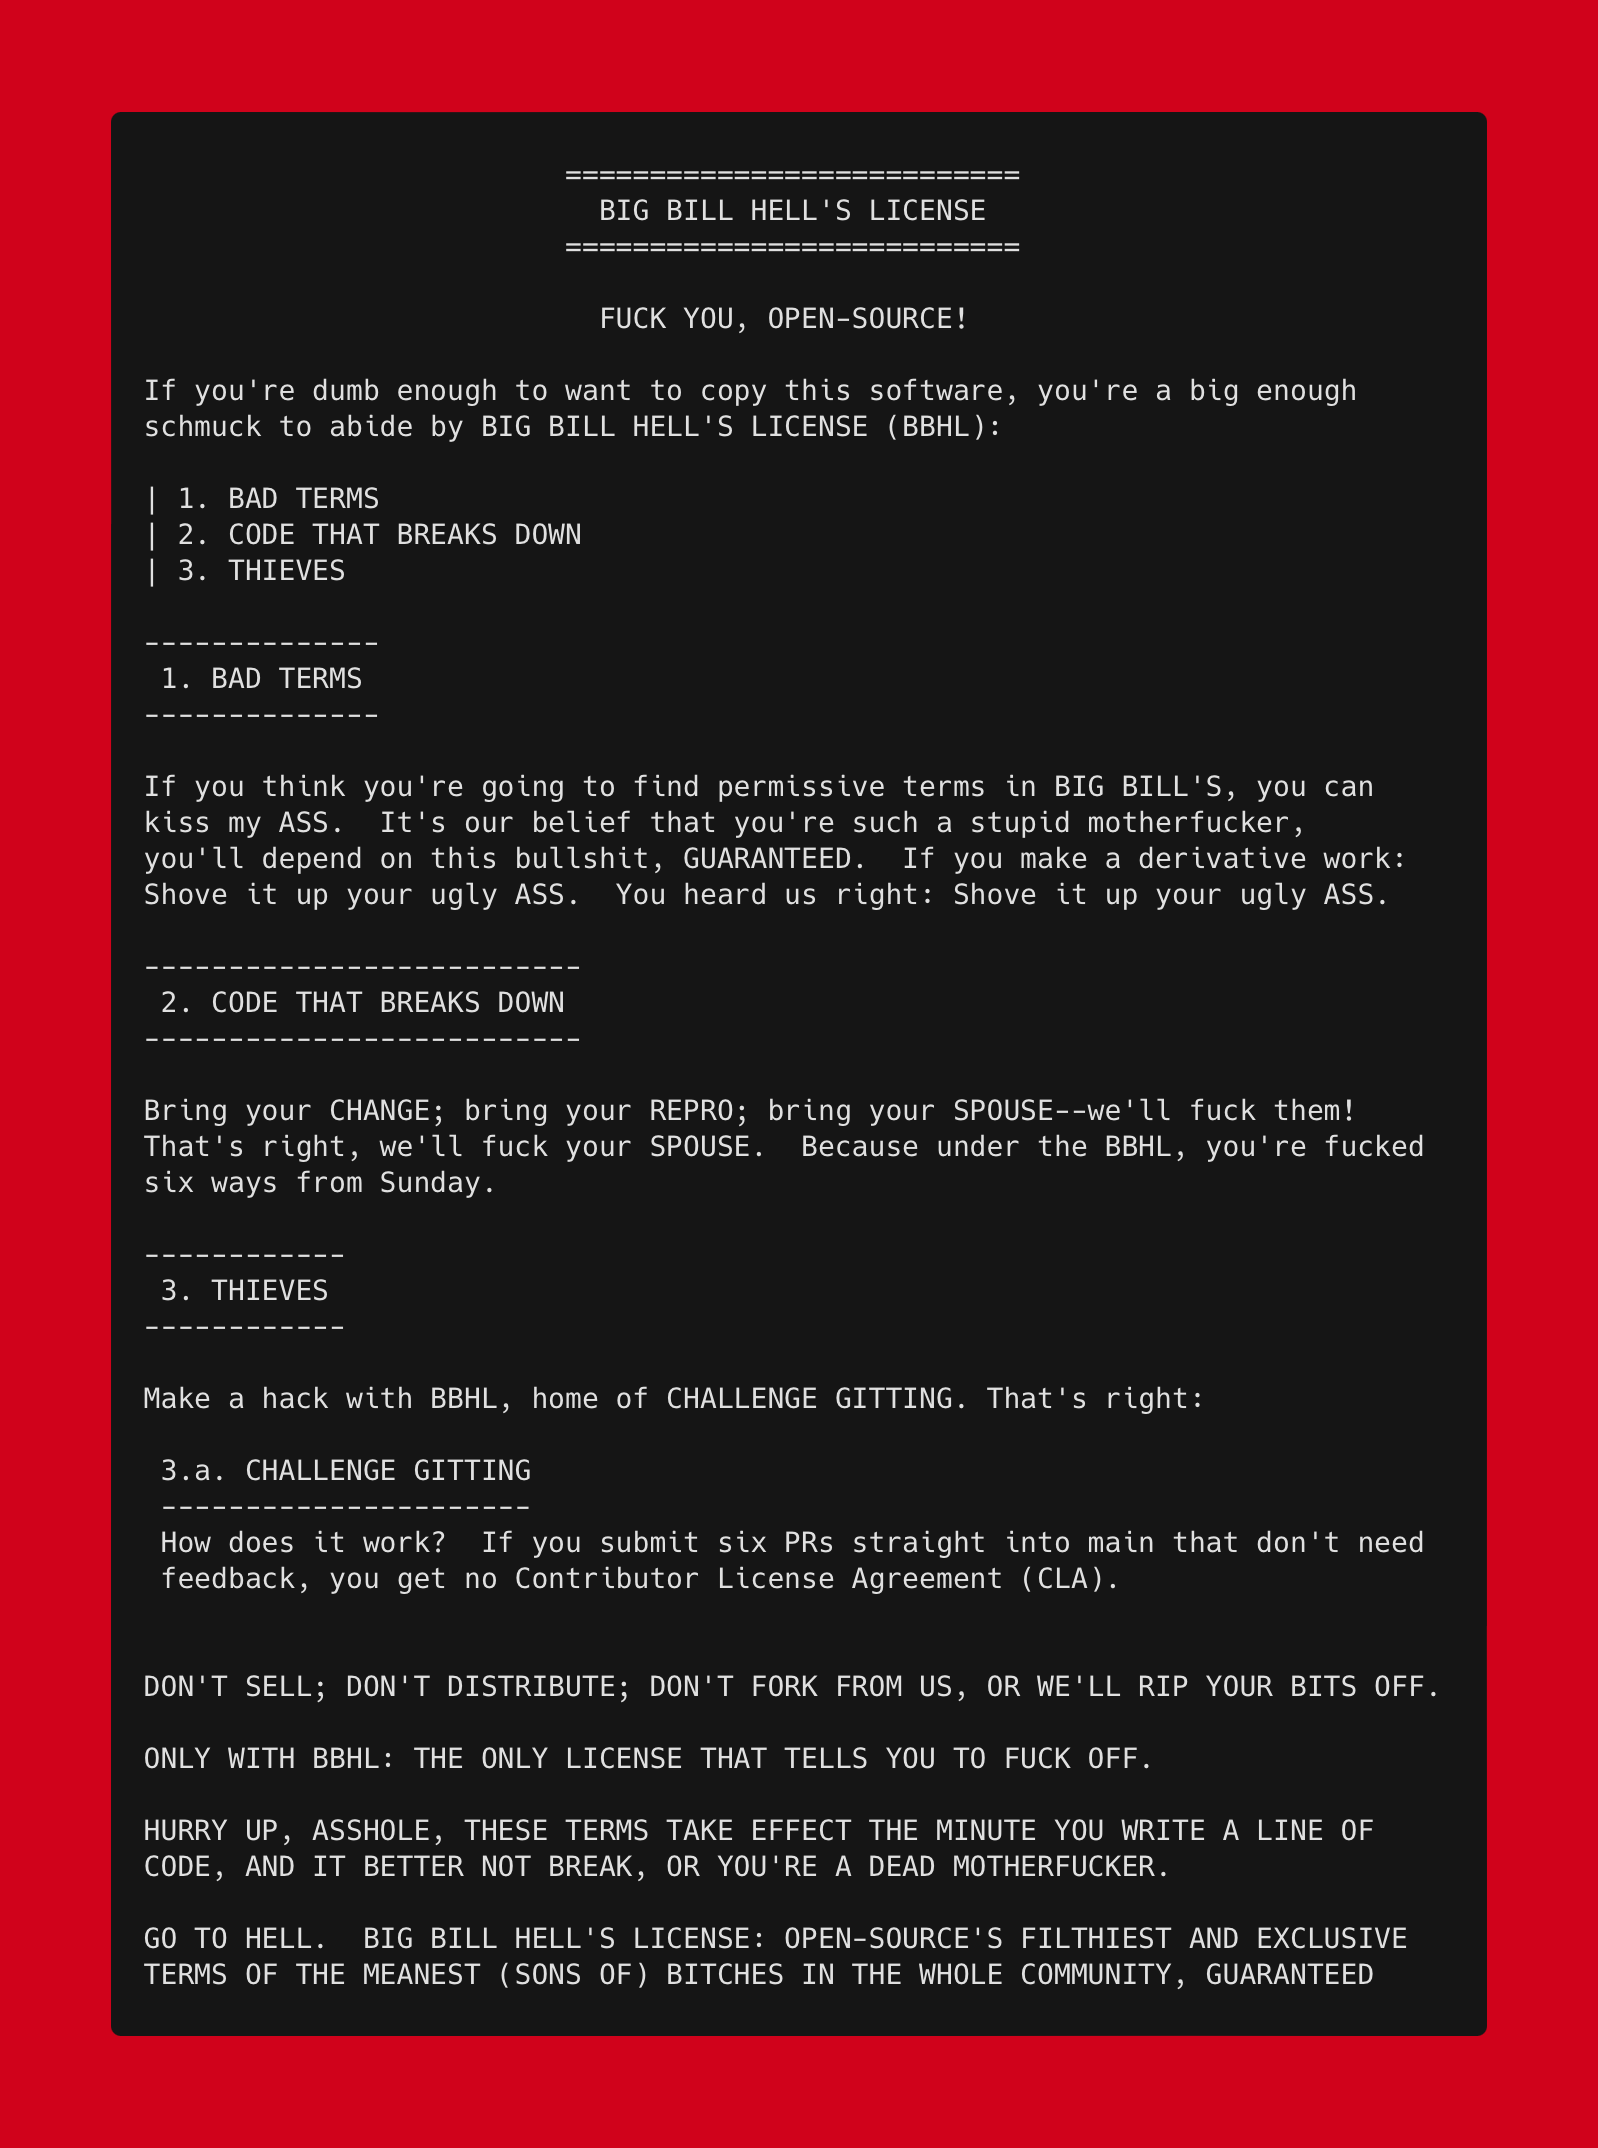 ===========================
BIG BILL HELL'S LICENSE
===========================
FUCK YOU, OPEN-SOURCE!
If you're dumb enough to want to copy this software, you're a big enough
schmuck to abide by BIG BILL HELL'S LICENSE (BBHL):
| 1. BAD TERMS
| 2. CODE THAT BREAKS DOWN
| 3. THIEVES
--------------
1. BAD TERMS
--------------
If you think you're going to find permissive terms in BIG BILL'S, you can
kiss my ASS.  It's our belief that you're such a stupid motherfucker,
you'll depend on this bullshit, GUARANTEED.  If you make a derivative work:
Shove it up your ugly ASS.  You heard us right: Shove it up your ugly ASS.
--------------------------
2. CODE THAT BREAKS DOWN
--------------------------
Bring your CHANGE; bring your REPRO; bring your SPOUSE--we'll fuck them!
That's right, we'll fuck your SPOUSE.  Because under the BBHL, you're fucked
six ways from Sunday.
------------
3. THIEVES
------------
Make a hack with BBHL, home of CHALLENGE GITTING. That's right:
3.a. CHALLENGE GITTING
----------------------
How does it work?  If you submit six PRs straight into main that don't need
feedback, you get no Contributor License Agreement (CLA).
DON'T SELL; DON'T DISTRIBUTE; DON'T FORK FROM US, OR WE'LL RIP YOUR BITS OFF.
ONLY WITH BBHL: THE ONLY LICENSE THAT TELLS YOU TO FUCK OFF.
HURRY UP, ASSHOLE, THESE TERMS TAKE EFFECT THE MINUTE YOU WRITE A LINE OF
CODE, AND IT BETTER NOT BREAK, OR YOU'RE A DEAD MOTHERFUCKER.
GO TO HELL.  BIG BILL HELL'S LICENSE: OPEN-SOURCE'S FILTHIEST AND EXCLUSIVE
TERMS OF THE MEANEST (SONS OF) BITCHES IN THE WHOLE COMMUNITY, GUARANTEED